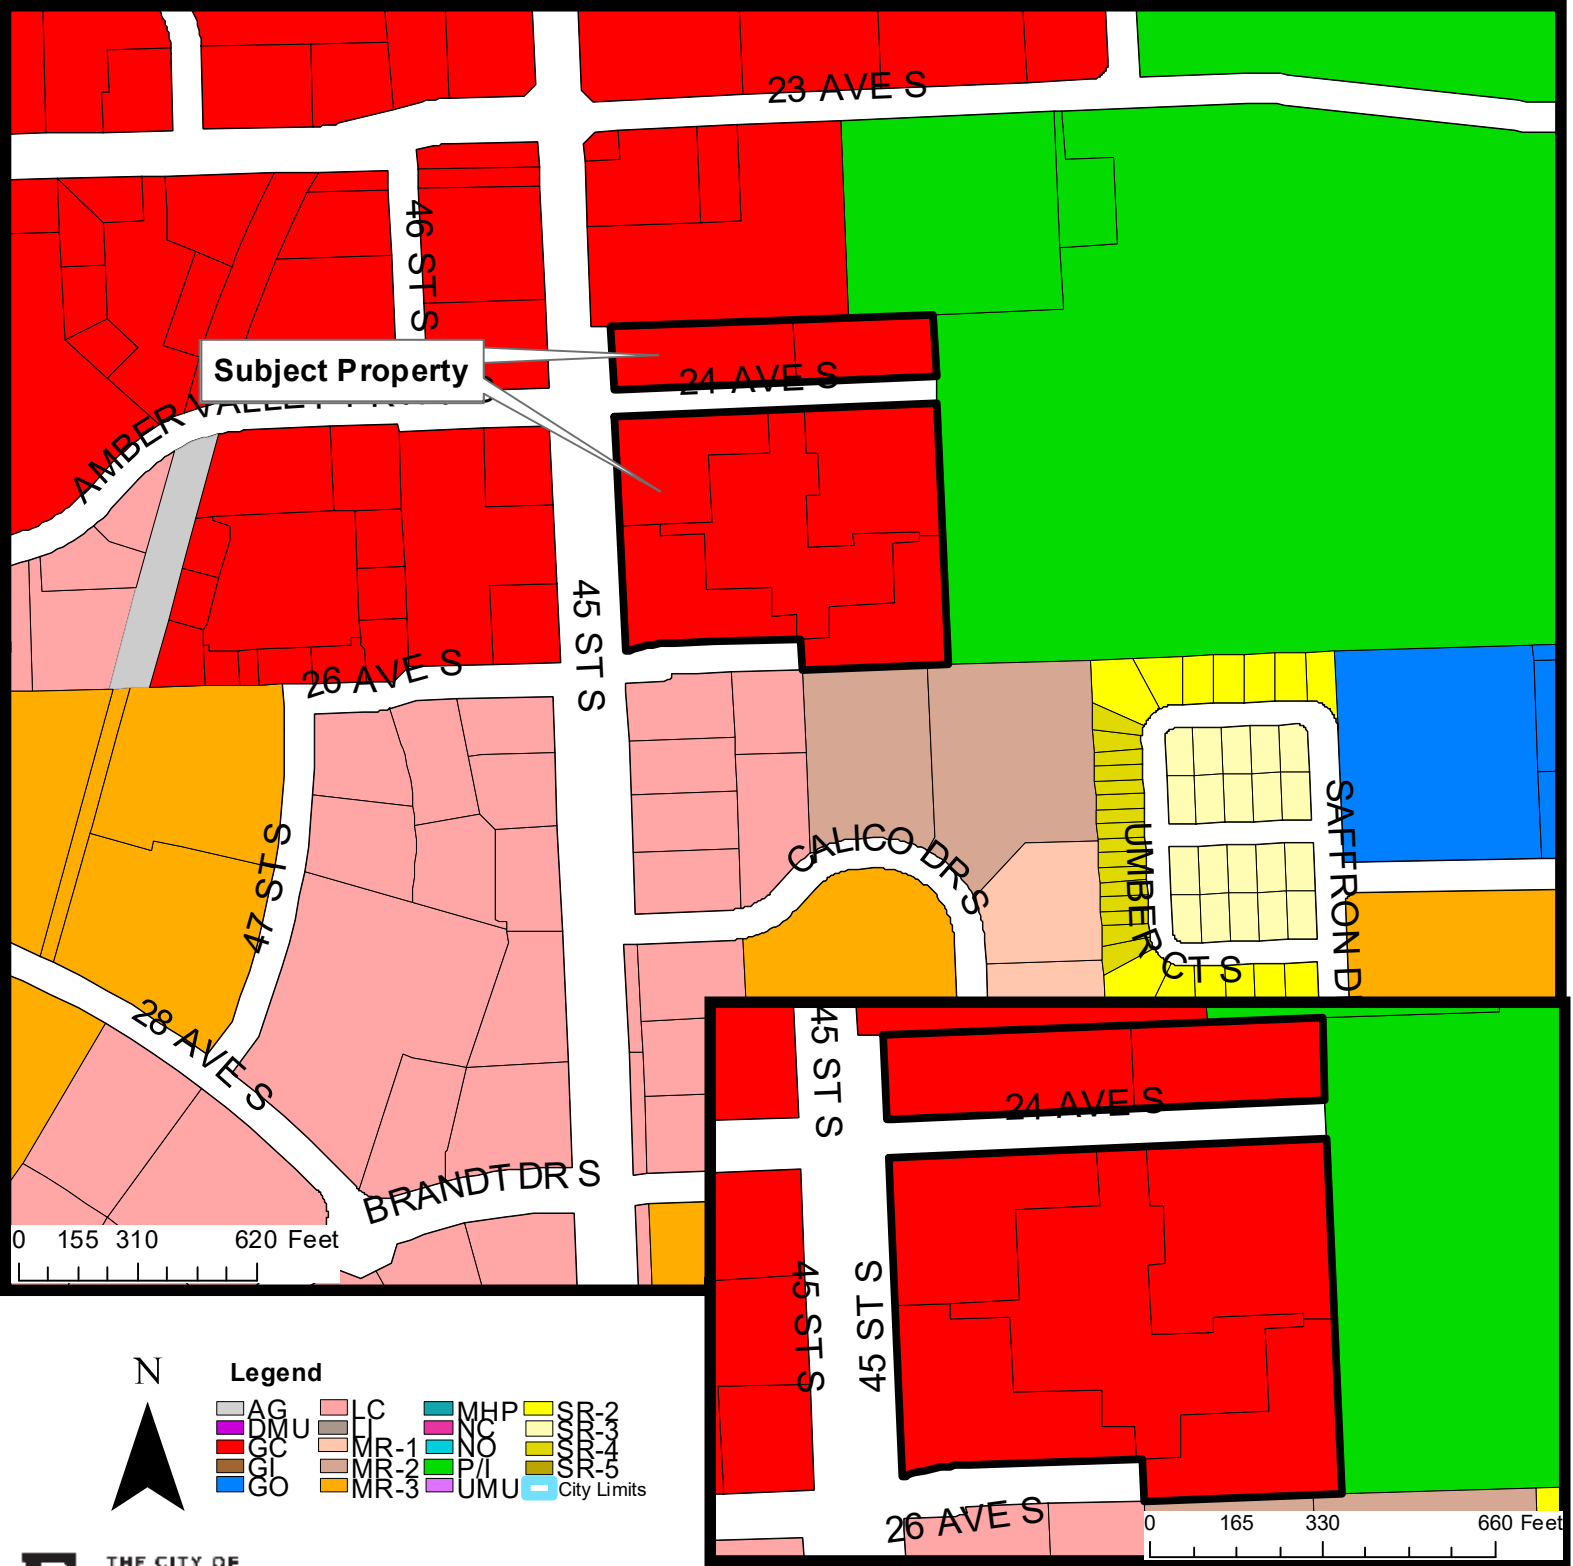 23 AVE S
46 ST S
Subject Property
24 AVE S
AMBER VALLEY
45 ST S
26 AVE S
47 ST S
CALICO DR S
UMBER CT S
SAFFRON D
28 AVE S
BRANDT DR S
0 155 310 620 Feet
45 ST S
24 AVE S
45 ST S
45 ST S
26 AVE S
0 165 330 660 Feet
N
Legend
AG
DMU
GC
GI
GO
LC
LI
MR-1
MR-2
MR-3
MHP
NC
NO
P/I
UMU
SR-2
SR-3
SR-4
SR-5
City Limits
THE CITY OF